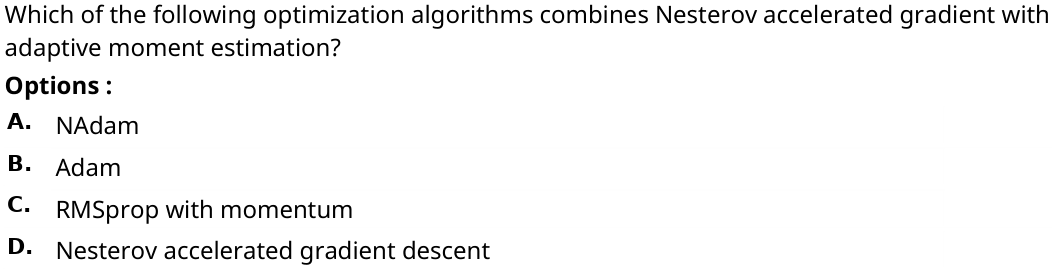 Which of the following optimization algorithms combines Nesterov accelerated gradient with
adaptive moment estimation?
Options :
A. NAdam
B. Adam
C. RMSprop with momentum
D. Nesterov accelerated gradient descent